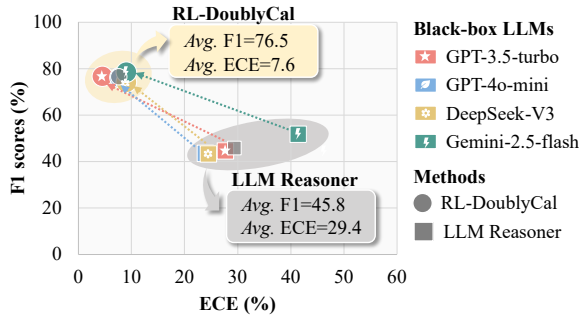 RL-DoublyCal
Avg. F1=76.5
Avg. ECE=7.6
LLM Reasoner
Avg. F1=45.8
Avg. ECE=29.4
F1 scores (%)
100
80
60
40
20
0
0
10
20
30
40
50
60
ECE (%)
Black-box LLMs
GPT-3.5-turbo
GPT-4o-mini
DeepSeek-V3
Gemini-2.5-flash
Methods
RL-DoublyCal
LLM Reasoner